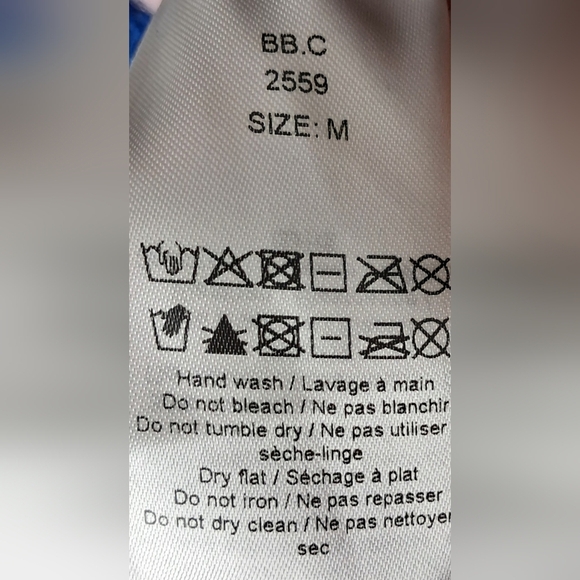 BB.C
2559
SIZE: M
Hand wash / Lavage à main
Do not bleach / Ne pas blanchir
Do not tumble dry / Ne pas utiliser
sèche-linge
Dry flat / Séchage à plat
Do not iron / Ne pas repasser
Do not dry clean / Ne pas nettoyer
sec